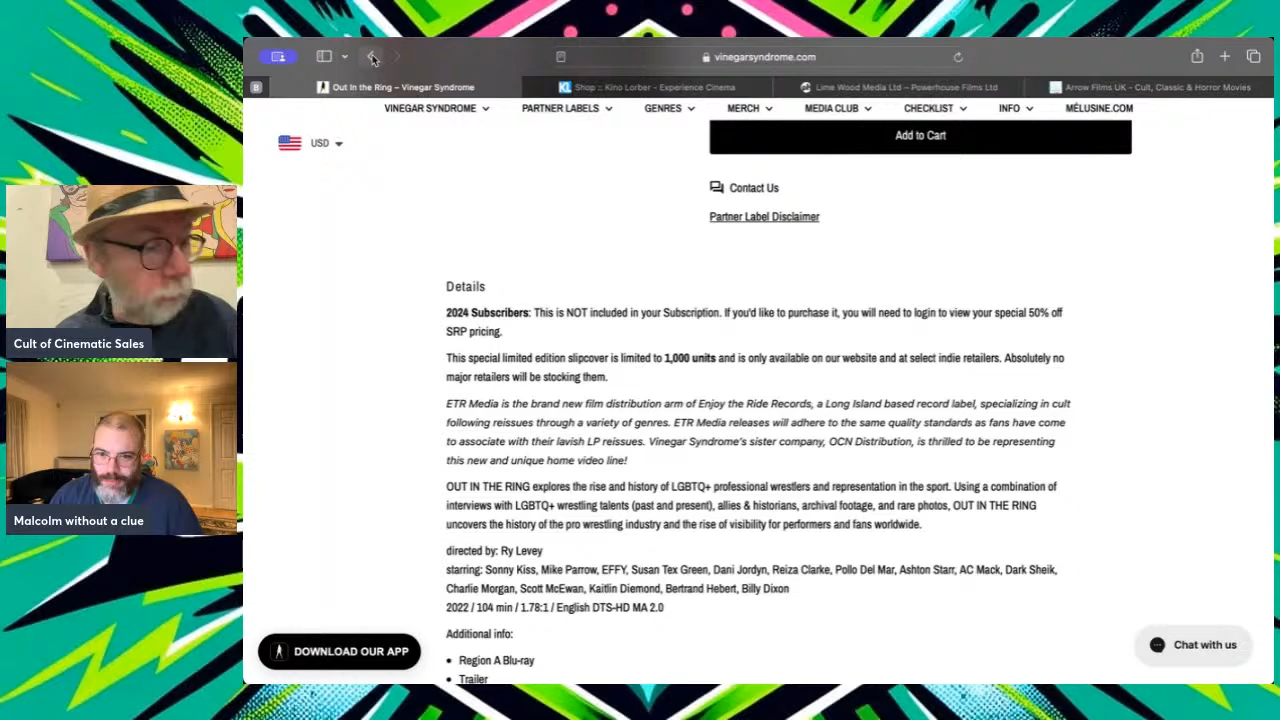 vinegarsyndrome.com
B
Out In the Ring – Vinegar Syndrome
KL
Shop :: Kino Lorber - Experience Cinema
Lime Wood Media Ltd – Powerhouse Films Ltd
Arrow Films UK - Cult, Classic & Horror Movies
VINEGAR SYNDROME
PARTNER LABELS
GENRES
MERCH
MEDIA CLUB
CHECKLIST
INFO
MÉLUSINE.COM
USD
Add to Cart
Contact Us
Partner Label Disclaimer
Details
2024 Subscribers: This is NOT included in your Subscription. If you'd like to purchase it, you will need to login to view your special 50% off
SRP pricing.
This special limited edition slipcover is limited to 1,000 units and is only available on our website and at select indie retailers. Absolutely no
major retailers will be stocking them.
ETR Media is the brand new film distribution arm of Enjoy the Ride Records, a Long Island based record label, specializing in cult
following reissues through a variety of genres. ETR Media releases will adhere to the same quality standards as fans have come
to associate with their lavish LP reissues. Vinegar Syndrome's sister company, OCN Distribution, is thrilled to be representing
this new and unique home video line!
OUT IN THE RING explores the rise and history of LGBTQ+ professional wrestlers and representation in the sport. Using a combination of
interviews with LGBTQ+ wrestling talents (past and present), allies & historians, archival footage, and rare photos, OUT IN THE RING
uncovers the history of the pro wrestling industry and the rise of visibility for performers and fans worldwide.
directed by: Ry Levey
starring: Sonny Kiss, Mike Parrow, EFFY, Susan Tex Green, Dani Jordyn, Reiza Clarke, Pollo Del Mar, Ashton Starr, AC Mack, Dark Sheik,
Charlie Morgan, Scott McEwan, Kaitlin Diemond, Bertrand Hebert, Billy Dixon
2022 / 104 min / 1.78:1 / English DTS-HD MA 2.0
Additional info:
• Region A Blu-ray
• Trailer
DOWNLOAD OUR APP
Chat with us
Cult of Cinematic Sales
Malcolm without a clue